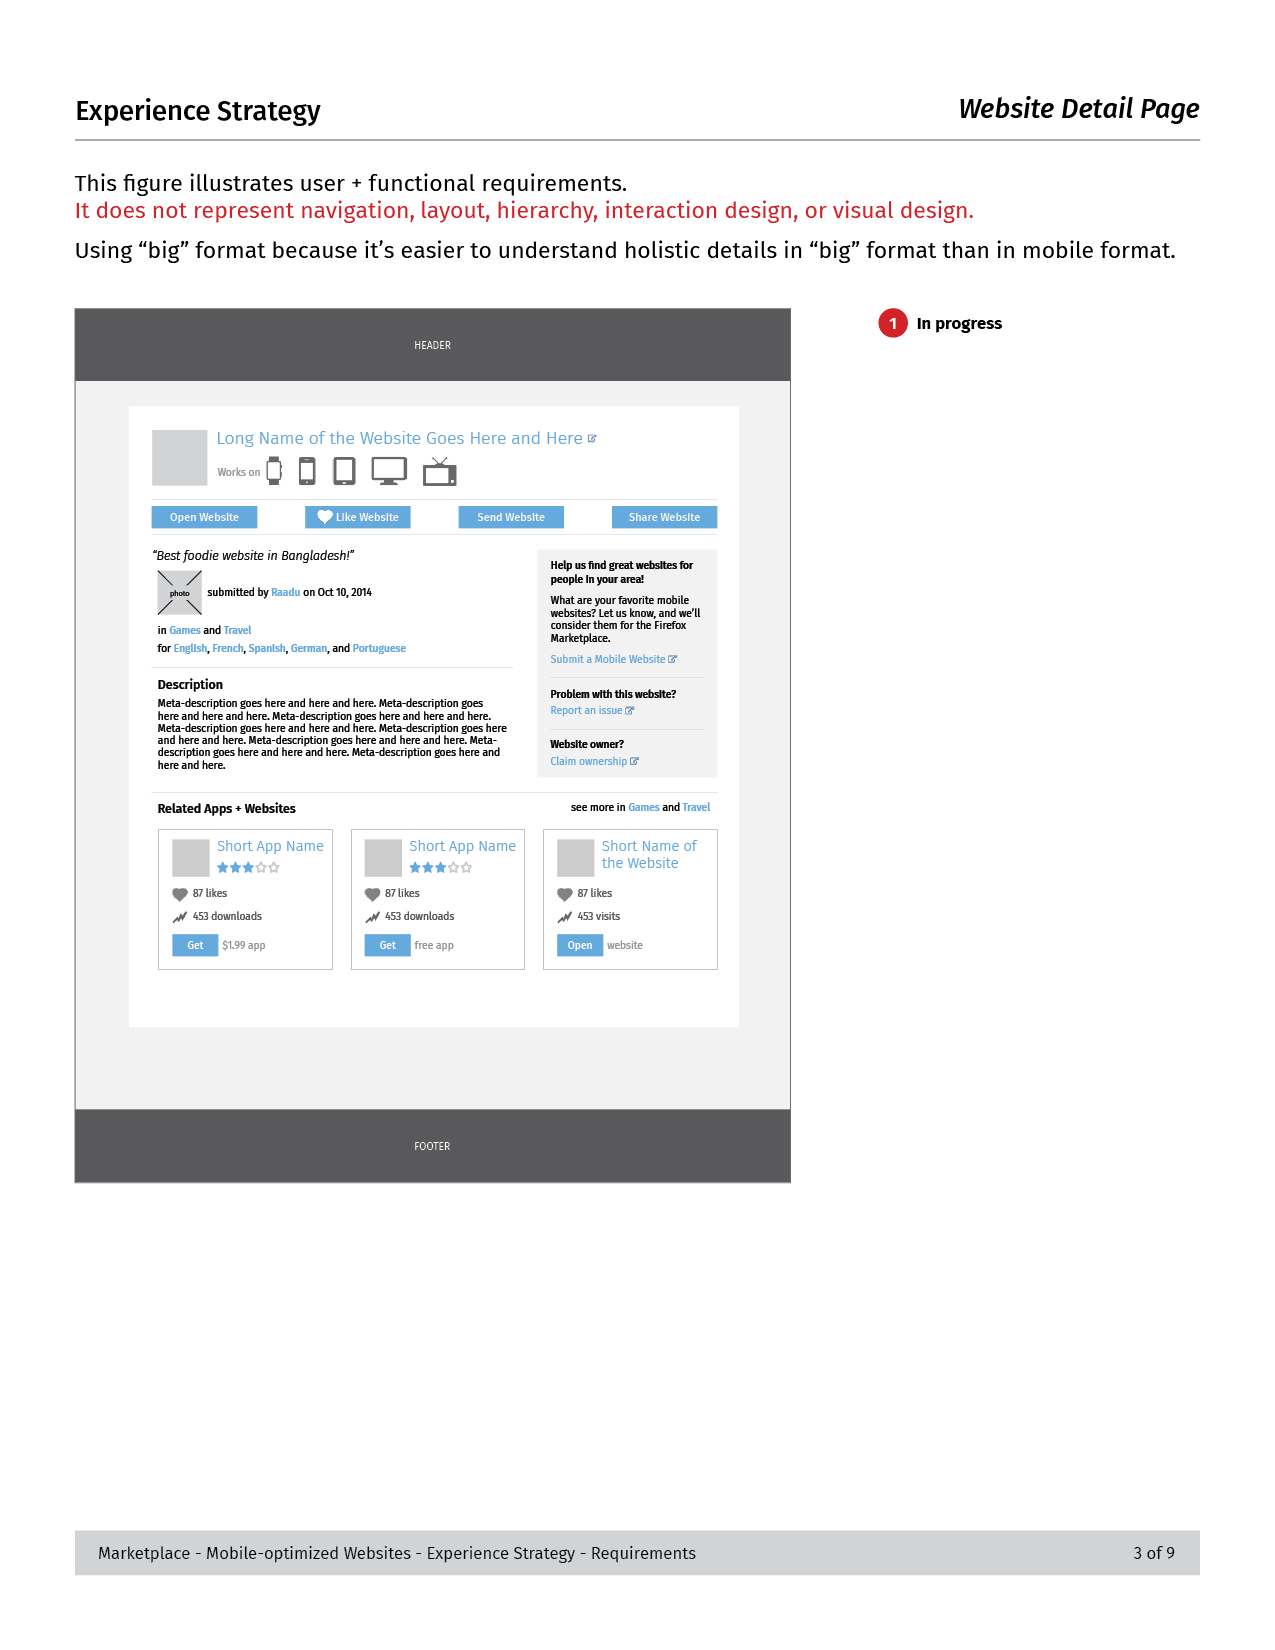 Experience Strategy
Website Detail Page
This figure illustrates user + functional requirements.
It does not represent navigation, layout, hierarchy, interaction design, or visual design.
Using “big” format because it’s easier to understand holistic details in “big” format than in mobile format.
1 In progress
HEADER
Long Name of the Website Goes Here and Here
Works on
Open Website
Like Website
Send Website
Share Website
“Best foodie website in Bangladesh!”
photo
submitted by Raadu on Oct 10, 2014
in Games and Travel
for English, French, Spanish, German, and Portuguese
Description
Meta-description goes here and here and here. Meta-description goes
here and here and here. Meta-description goes here and here and here.
Meta-description goes here and here and here. Meta-description goes here
and here and here. Meta-description goes here and here and here. Meta-
description goes here and here and here. Meta-description goes here and
here and here.
Help us find great websites for
people in your area!
What are your favorite mobile
websites? Let us know, and we’ll
consider them for the Firefox
Marketplace.
Submit a Mobile Website
Problem with this website?
Report an issue
Website owner?
Claim ownership
Related Apps + Websites
see more in Games and Travel
Short App Name
87 likes
453 downloads
Get $1.99 app
Short App Name
87 likes
453 downloads
Get free app
Short Name of
the Website
87 likes
453 visits
Open website
FOOTER
Marketplace - Mobile-optimized Websites - Experience Strategy - Requirements
3 of 9